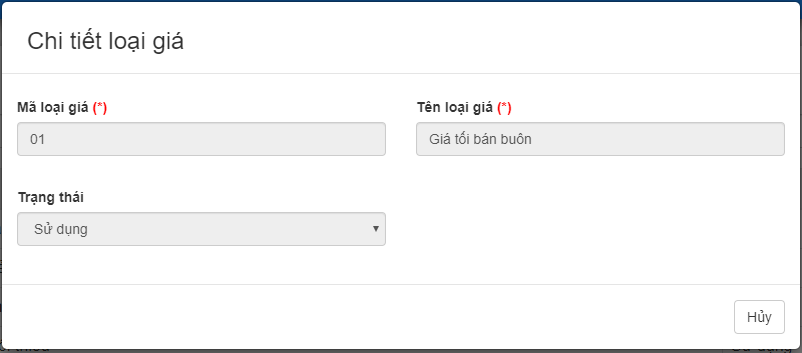 Chi tiết loại giá
Mã loại giá (*)
Tên loại giá (*)
01
Giá tối bán buôn
Trạng thái
Sử dụng
Hủy